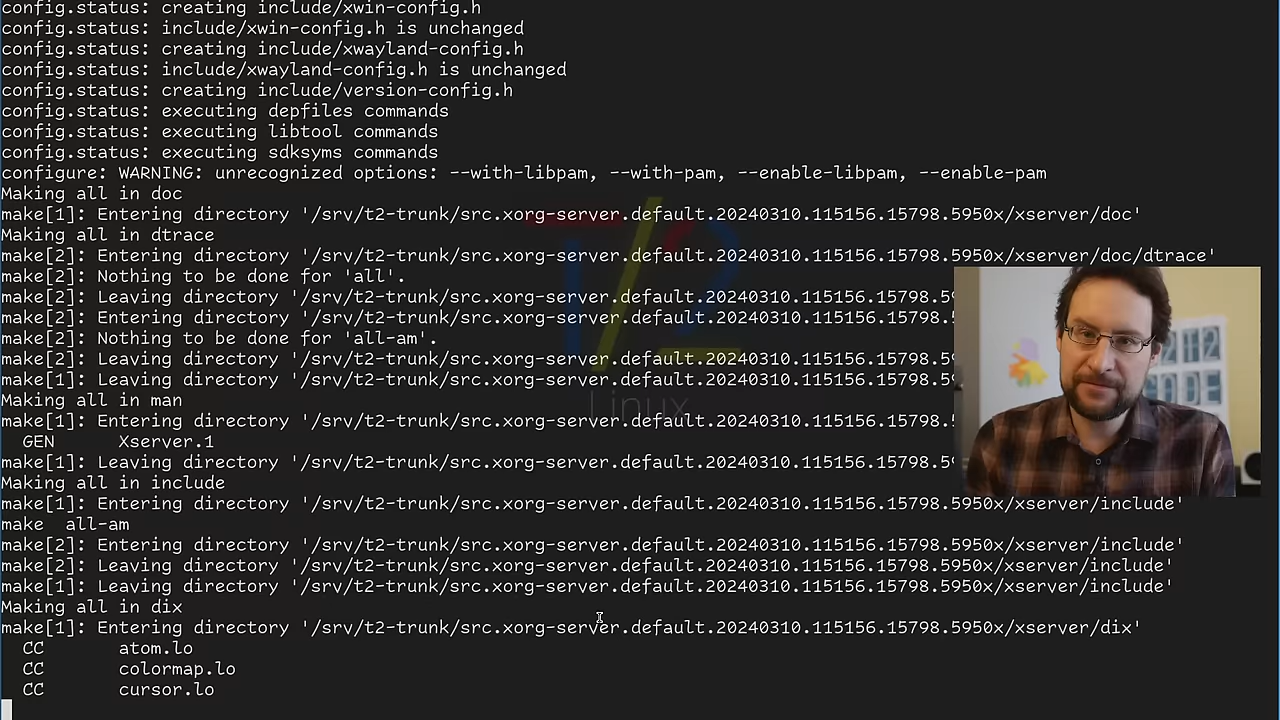 config.status: creating include/xwin-config.h
config.status: include/xwin-config.h is unchanged
config.status: creating include/xwayland-config.h
config.status: include/xwayland-config.h is unchanged
config.status: creating include/version-config.h
config.status: executing depfiles commands
config.status: executing libtool commands
config.status: executing sdksyms commands
configure: WARNING: unrecognized options: --with-libpam, --with-pam, --enable-libpam, --enable-pam
Making all in doc
make[1]: Entering directory '/srv/t2-trunk/src.xorg-server.default.20240310.115156.15798.5950x/xserver/doc'
Making all in dtrace
make[2]: Entering directory '/srv/t2-trunk/src.xorg-server.default.20240310.115156.15798.5950x/xserver/doc/dtrace'
make[2]: Nothing to be done for 'all'.
make[2]: Leaving directory '/srv/t2-trunk/src.xorg-server.default.20240310.115156.15798.59
make[2]: Entering directory '/srv/t2-trunk/src.xorg-server.default.20240310.115156.15798.
make[2]: Nothing to be done for 'all-am'.
make[2]: Leaving directory '/srv/t2-trunk/src.xorg-server.default.20240310.115156.15798.
make[1]: Leaving directory '/srv/t2-trunk/src.xorg-server.default.20240310.115156.15798.59
Making all in man
make[1]: Entering directory '/srv/t2-trunk/src.xorg-server.default.20240310.115156.15798.
GEN Xserver.1
make[1]: Leaving directory '/srv/t2-trunk/src.xorg-server.default.20240310.115156.15798.59
Making all in include
make[1]: Entering directory '/srv/t2-trunk/src.xorg-server.default.20240310.115156.15798.5950x/xserver/include'
make all-am
make[2]: Entering directory '/srv/t2-trunk/src.xorg-server.default.20240310.115156.15798.5950x/xserver/include'
make[2]: Leaving directory '/srv/t2-trunk/src.xorg-server.default.20240310.115156.15798.5950x/xserver/include'
make[1]: Leaving directory '/srv/t2-trunk/src.xorg-server.default.20240310.115156.15798.5950x/xserver/include'
Making all in dix
make[1]: Entering directory '/srv/t2-trunk/src.xorg-server.default.20240310.115156.15798.5950x/xserver/dix'
CC atom.lo
CC colormap.lo
CC cursor.lo
T/2
Linux